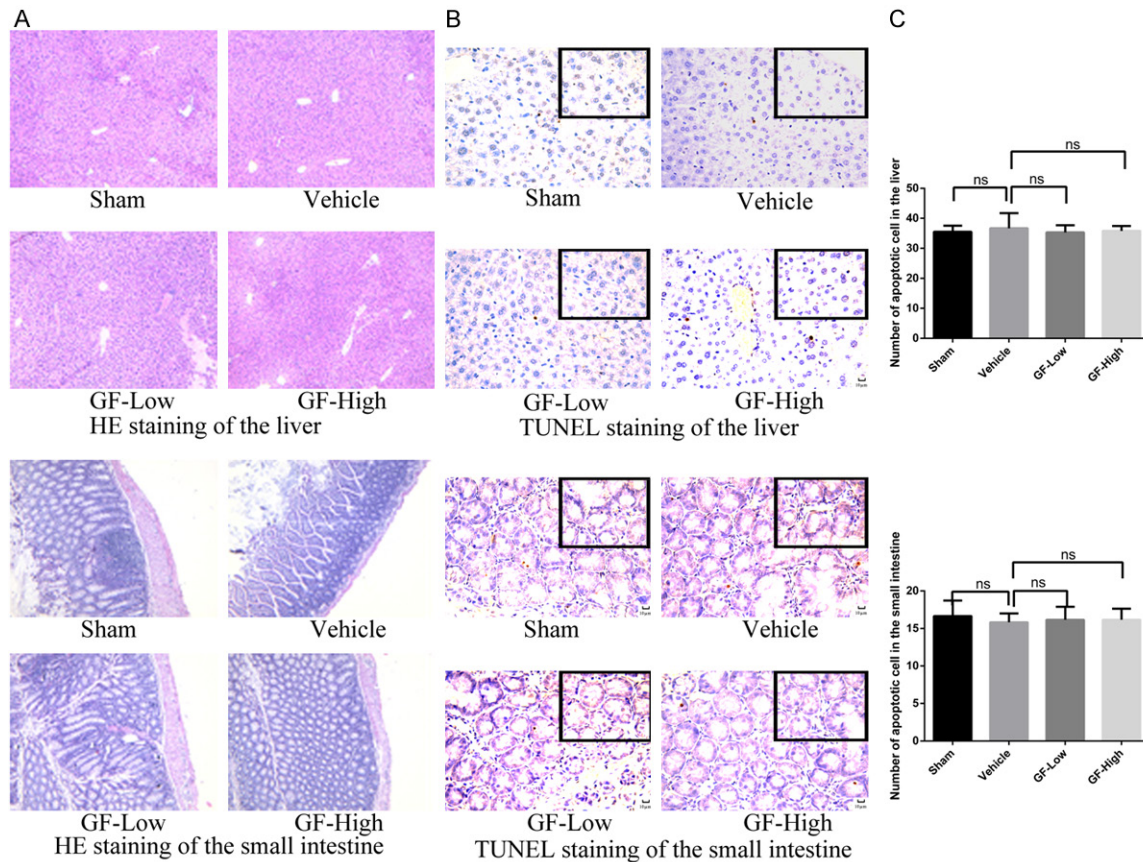 A
Sham
Vehicle
GF-Low
GF-High
HE staining of the liver
Sham
Vehicle
GF-Low
GF-High
HE staining of the small intestine
B
Sham
Vehicle
GF-Low
GF-High
TUNEL staining of the liver
Sham
Vehicle
GF-Low
GF-High
TUNEL staining of the small intestine
C
Number of apoptotic cell in the liver
50
40
30
20
10
0
ns
ns
ns
Sham
Vehicle
GF-Low
GF-High
Number of apoptotic cell in the small intestine
20
15
10
5
0
ns
ns
ns
Sham
Vehicle
GF-Low
GF-High